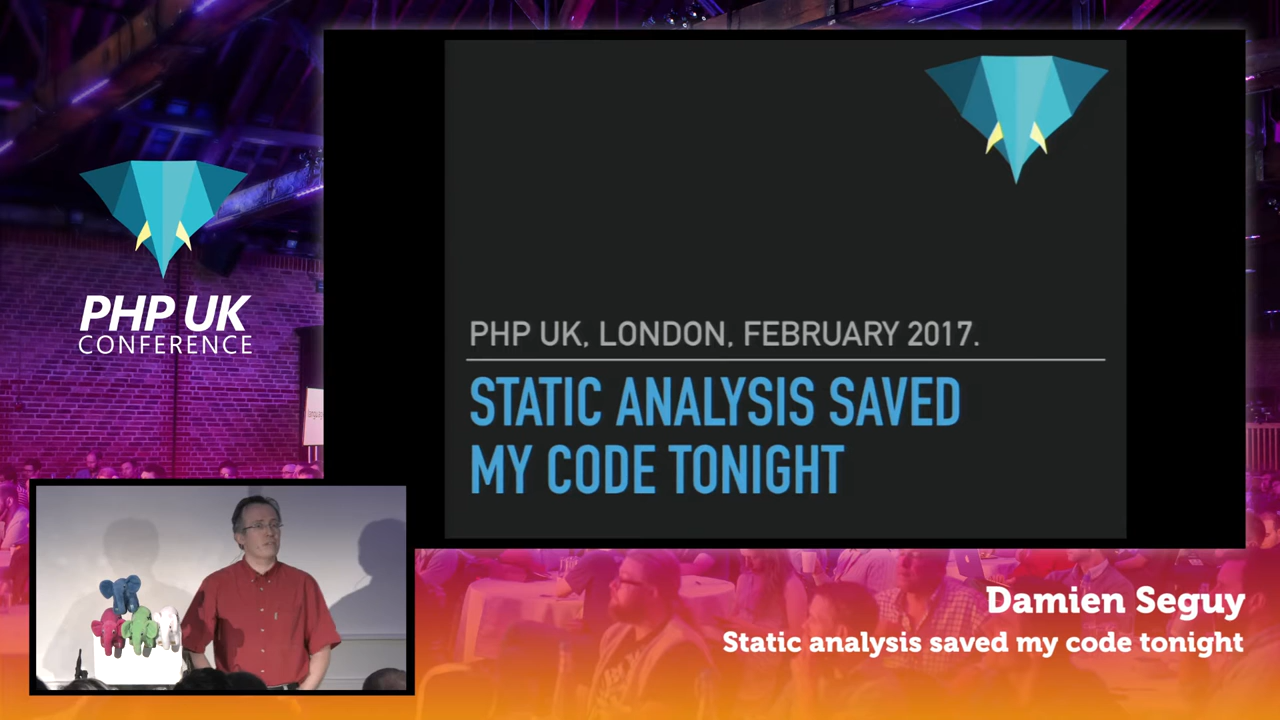 PHP UK
CONFERENCE
PHP UK, LONDON, FEBRUARY 2017.
STATIC ANALYSIS SAVED
MY CODE TONIGHT
Damien Seguy
Static analysis saved my code tonight